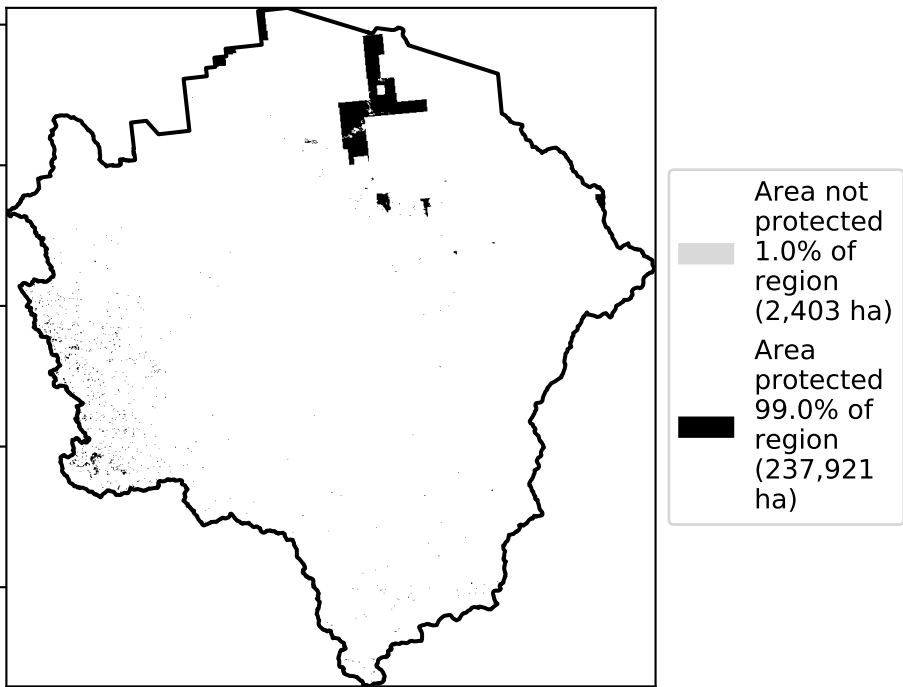 Area not
protected
1.0% of
region
(2,403 ha)
Area
protected
99.0% of
region
(237,921
ha)